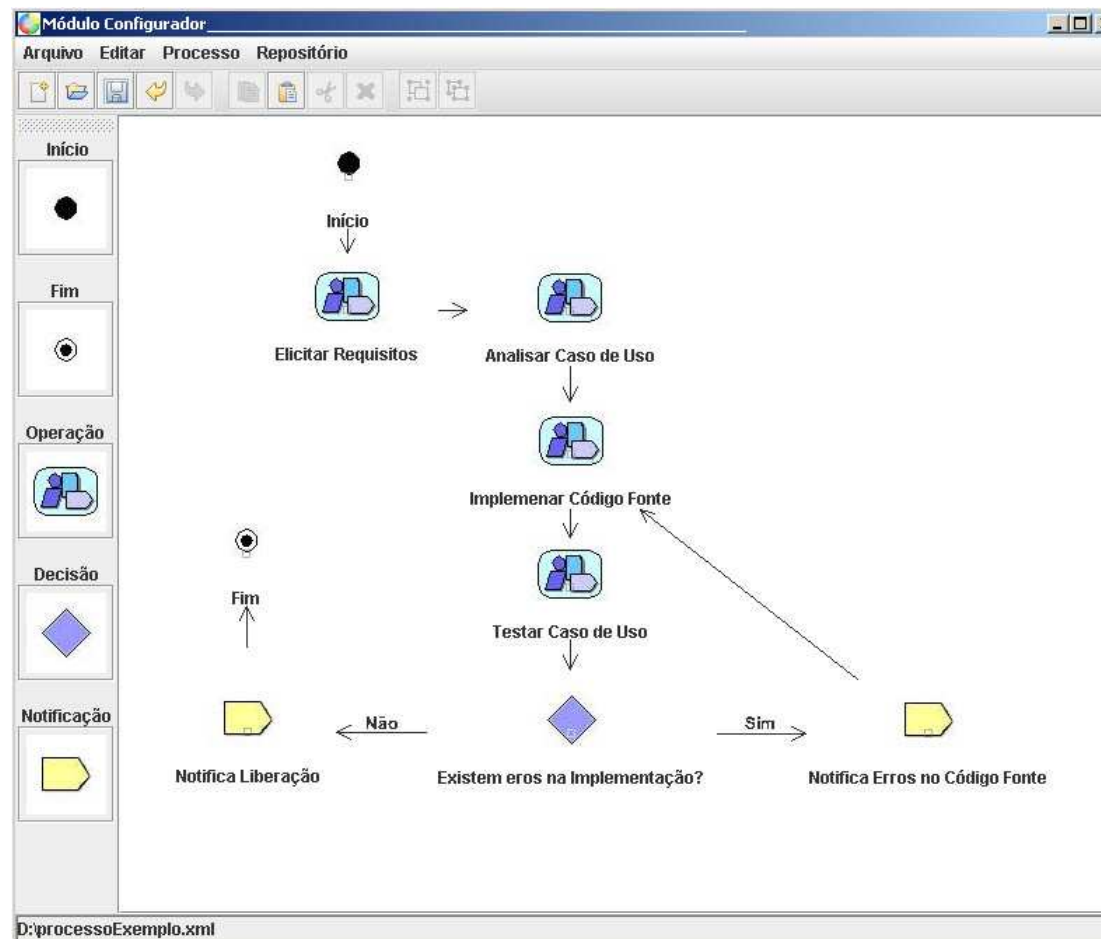 Módulo Configurador
Arquivo Editar Processo Repositório
Início
Fim
Operação
Decisão
Notificação
Início
Elicitar Requisitos
Analisar Caso de Uso
Implemenar Código Fonte
Testar Caso de Uso
Fim
Não
Sim
Notifica Liberação
Existem eros na Implementação?
Notifica Erros no Código Fonte
D:\processoExemplo.xml